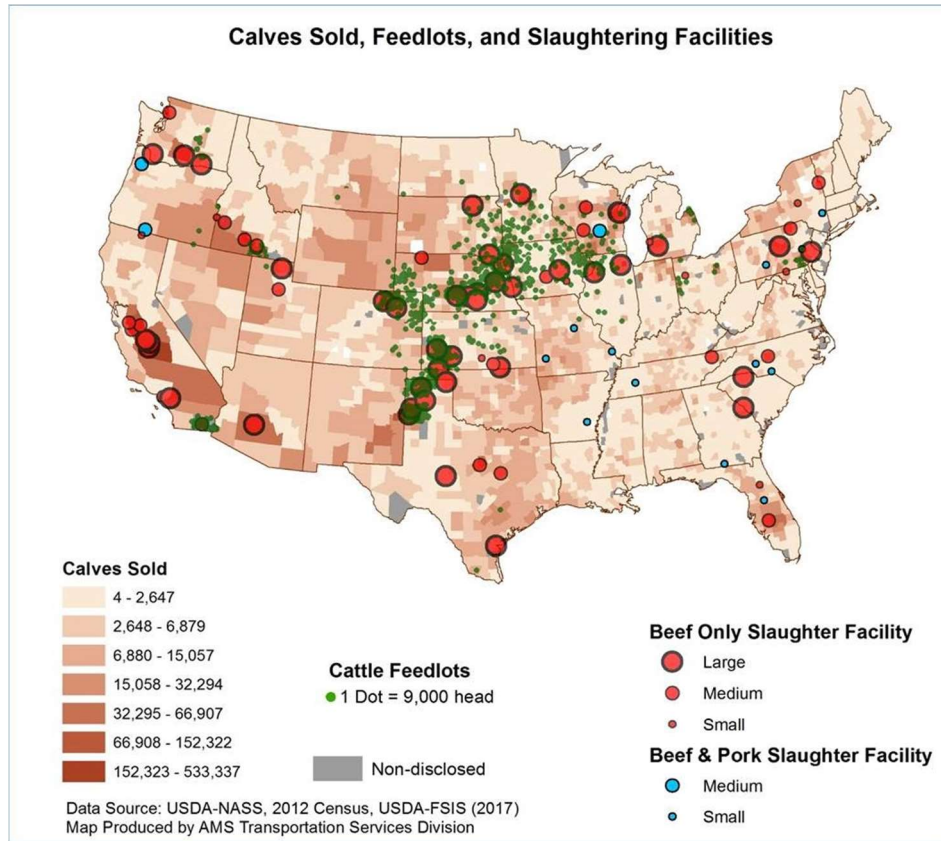 Calves Sold, Feedlots, and Slaughtering Facilities
Calves Sold
4 - 2,647
2,648 - 6,879
6,880 - 15,057
15,058 - 32,294
32,295 - 66,907
66,908 - 152,322
152,323 - 533,337
Cattle Feedlots
1 Dot = 9,000 head
Non-disclosed
Beef Only Slaughter Facility
Large
Medium
Small
Beef & Pork Slaughter Facility
Medium
Small
Data Source: USDA-NASS, 2012 Census, USDA-FSIS (2017)
Map Produced by AMS Transportation Services Division